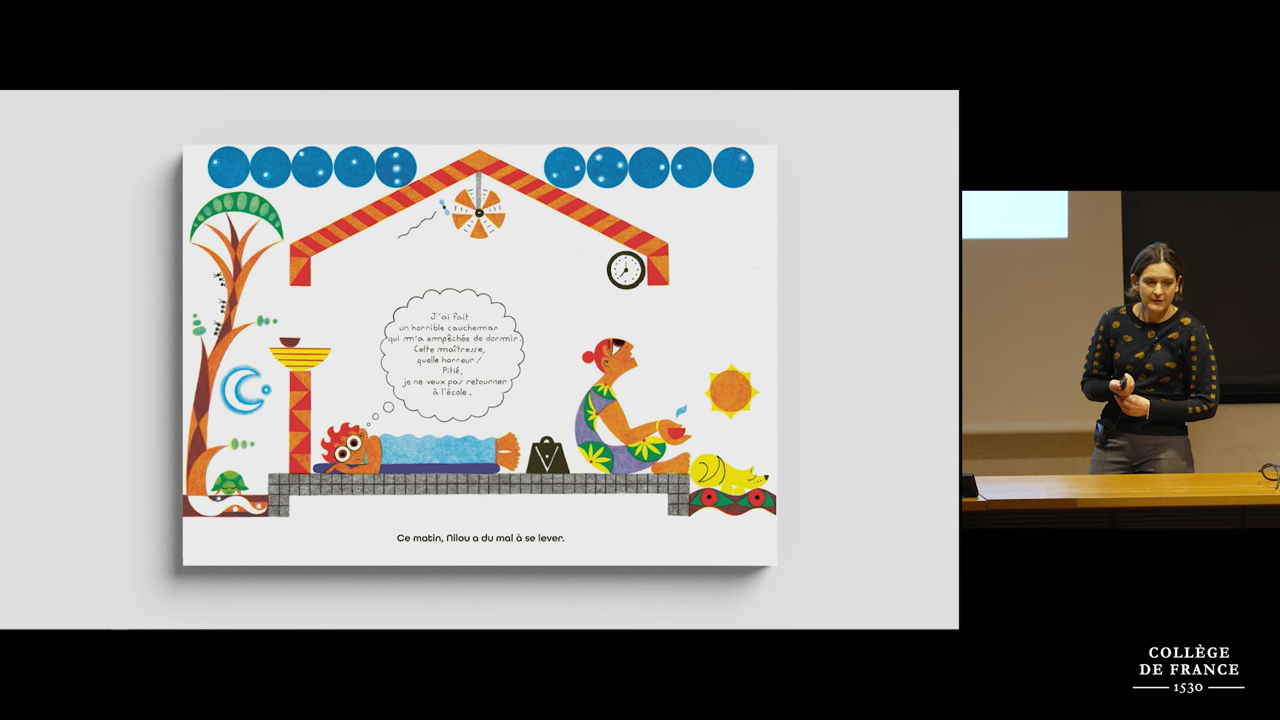 J'ai fait
un horrible cauchemar
qui m'a empêchée de dormir.
Cette maîtresse,
quelle horreur !
Pitié,
je ne veux pas retourner
à l'école.
Ce matin, Nilou a du mal à se lever.
COLLÈGE
DE FRANCE
1530